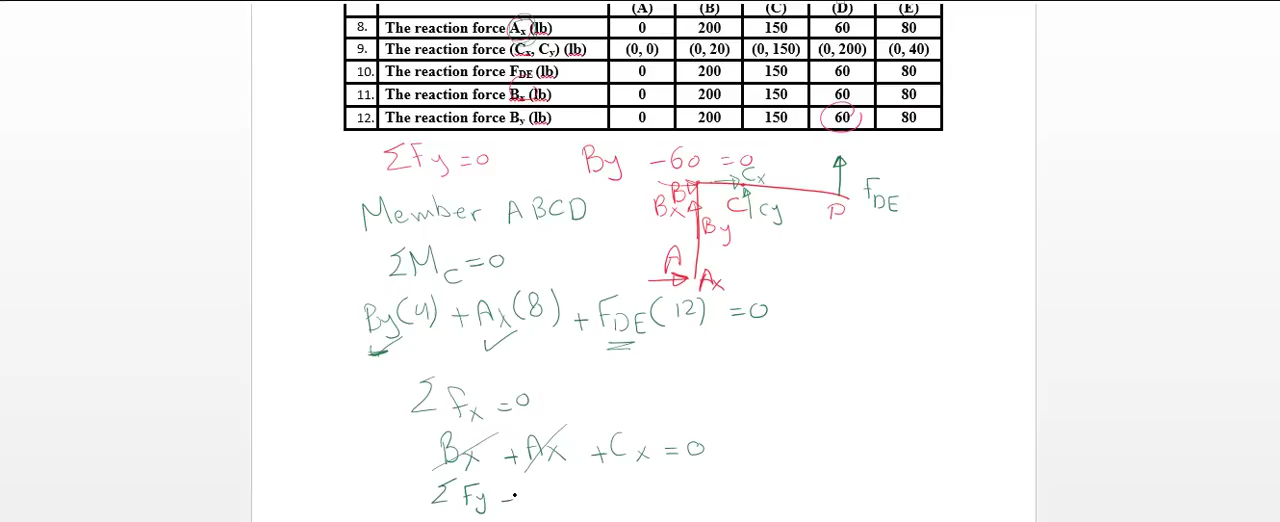 (A) (B) (C) (D) (E)
8. The reaction force Ax (lb) 0 200 150 60 80
9. The reaction force (Cx, Cy) (lb) (0, 0) (0, 20) (0, 150) (0, 200) (0, 40)
10. The reaction force FDE (lb) 0 200 150 60 80
11. The reaction force Bx (lb) 0 200 150 60 80
12. The reaction force By (lb) 0 200 150 60 80
ΣFy = 0 By - 60 = 0
Cx
B
FDE
Member ABCD
Bx C Cy D
By
ΣMC = 0
A
Ax
By(4) + Ax(8) + FDE(12) = 0
Σfx = 0
Bx + Ax + Cx = 0
ΣFy -